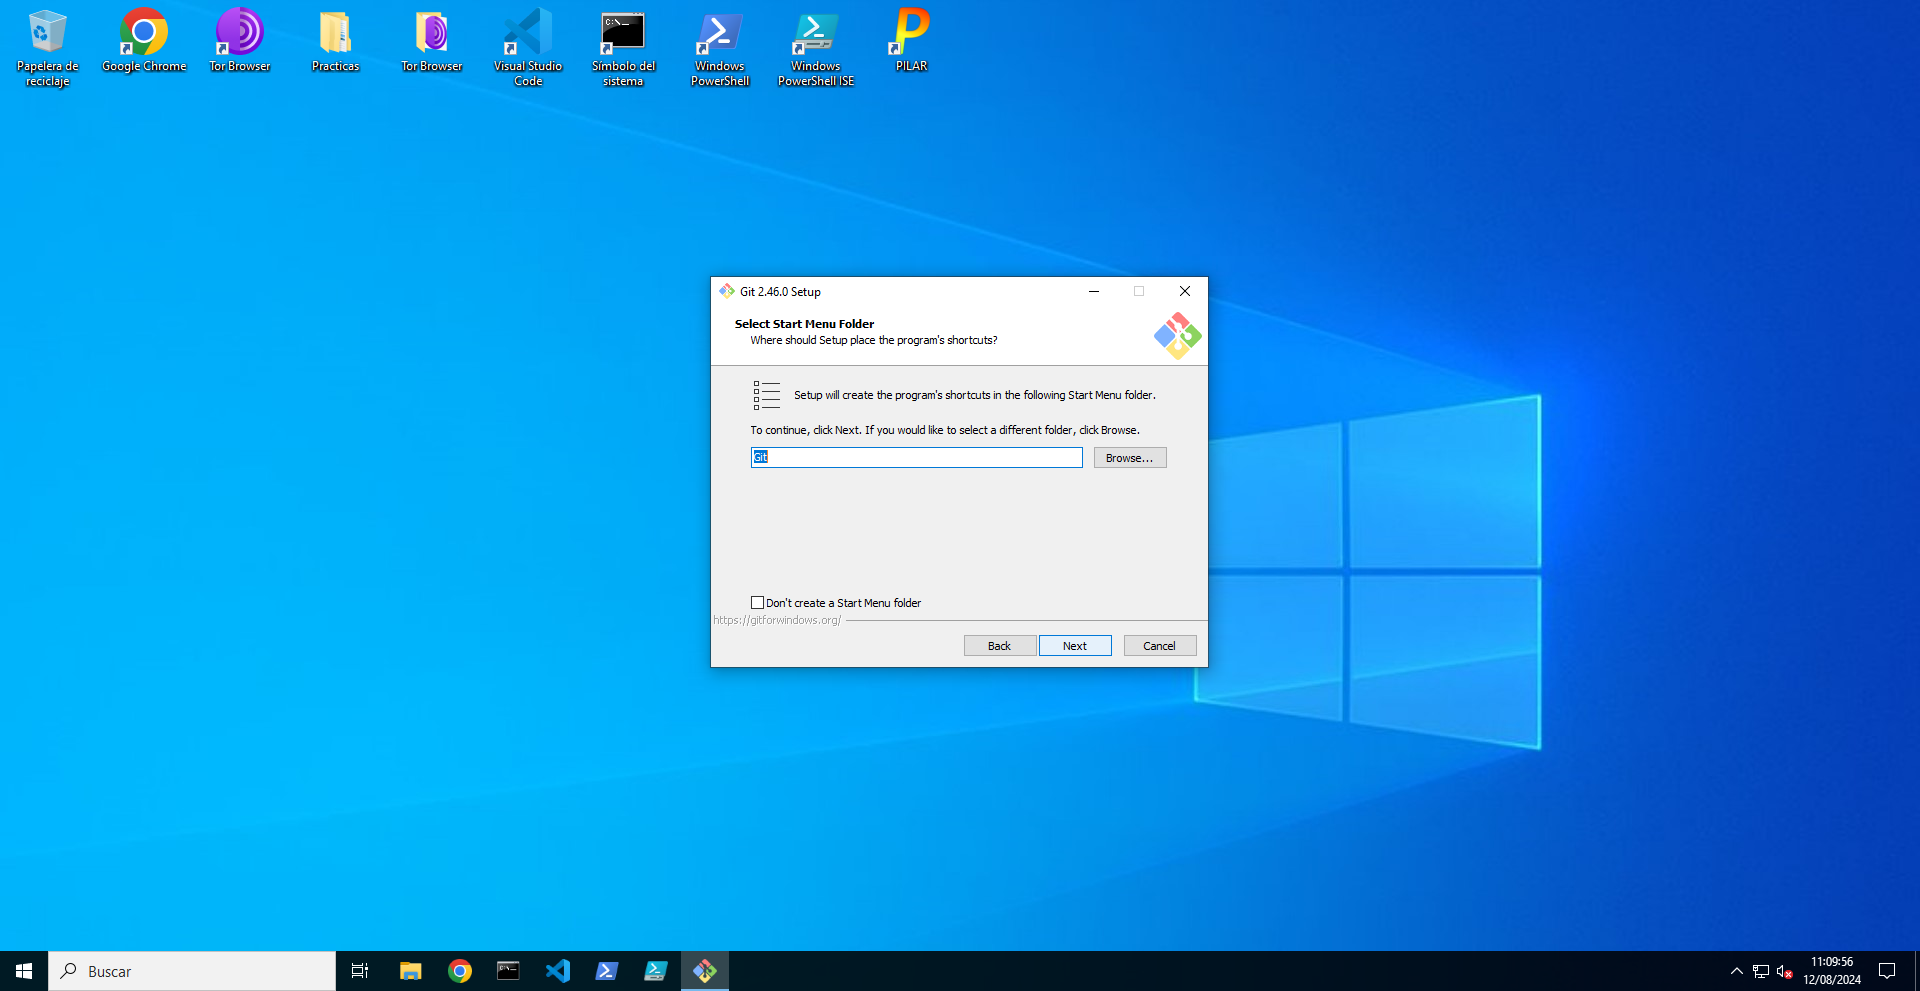 Papelera de
reciclaje
Google Chrome
Tor Browser
Practicas
Tor Browser
Visual Studio
Code
Símbolo del
sistema
Windows
PowerShell
Windows
PowerShell ISE
PILAR
Git 2.46.0 Setup
Select Start Menu Folder
Where should Setup place the program's shortcuts?
Setup will create the program's shortcuts in the following Start Menu folder.
To continue, click Next. If you would like to select a different folder, click Browse.
Git
Browse...
Don't create a Start Menu folder
https://gitforwindows.org/
Back
Next
Cancel
Buscar
11:09:56
12/08/2024